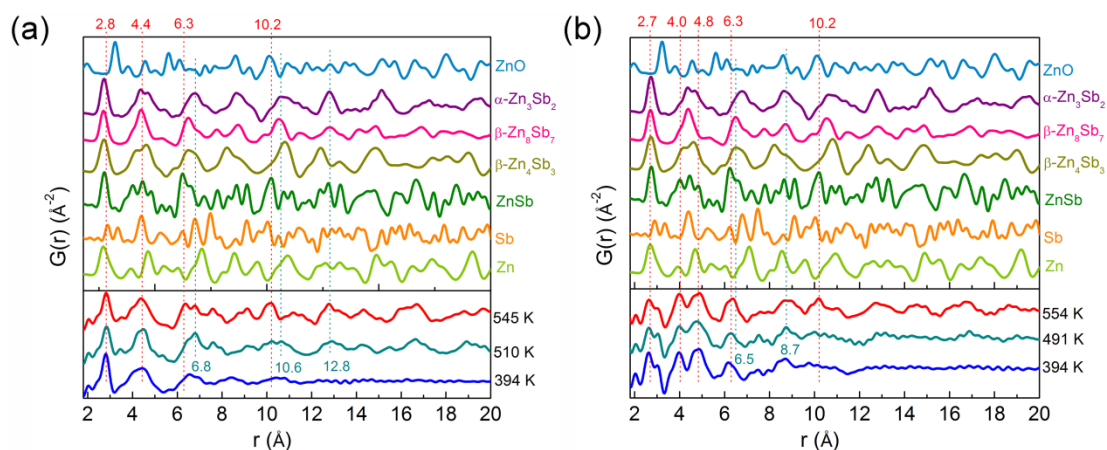 (a)
2.8 4.4 6.3 10.2
ZnO
α-Zn₃Sb₂
β-Zn₈Sb₇
β-Zn₄Sb₃
ZnSb
Sb
Zn
545 K
510 K
6.8 10.6 12.8
394 K
G(r) (Å⁻²)
2 4 6 8 10 12 14 16 18 20
r (Å)
(b)
2.7 4.0 4.8 6.3 10.2
ZnO
α-Zn₃Sb₂
β-Zn₈Sb₇
β-Zn₄Sb₃
ZnSb
Sb
Zn
554 K
491 K
6.5 8.7
394 K
G(r) (Å⁻²)
2 4 6 8 10 12 14 16 18 20
r (Å)